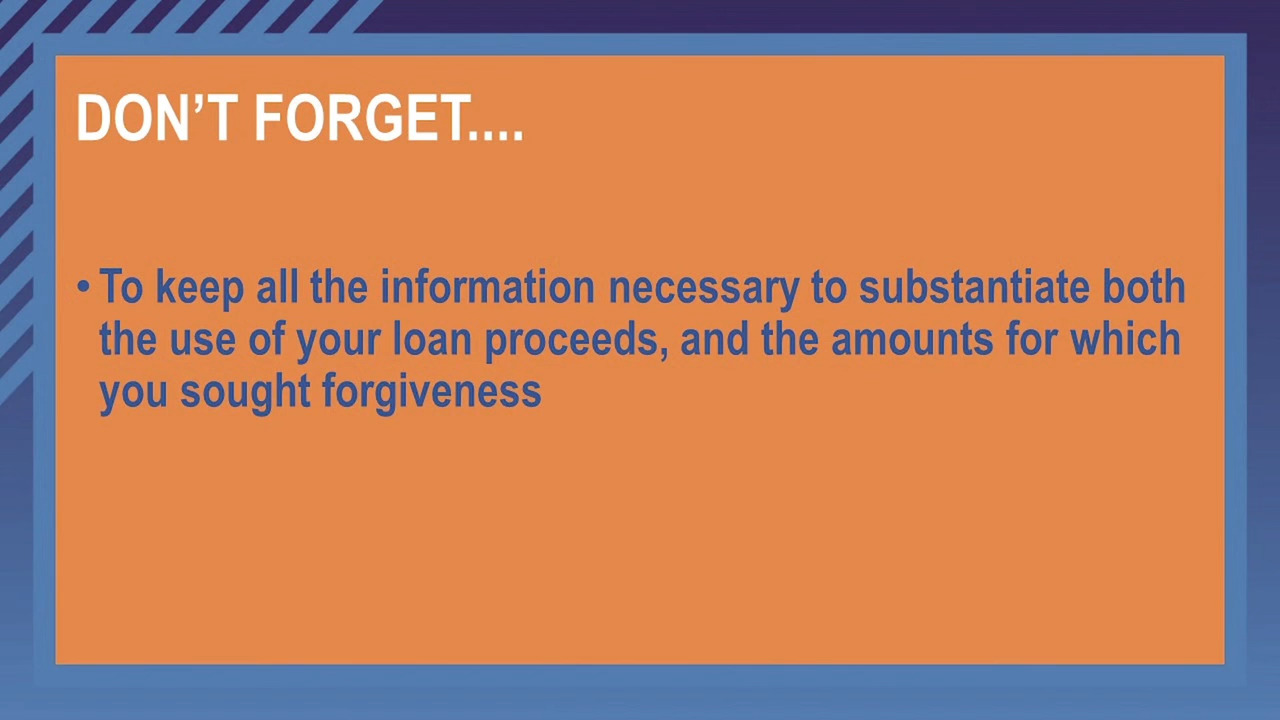 DON’T FORGET....
• To keep all the information necessary to substantiate both
the use of your loan proceeds, and the amounts for which
you sought forgiveness